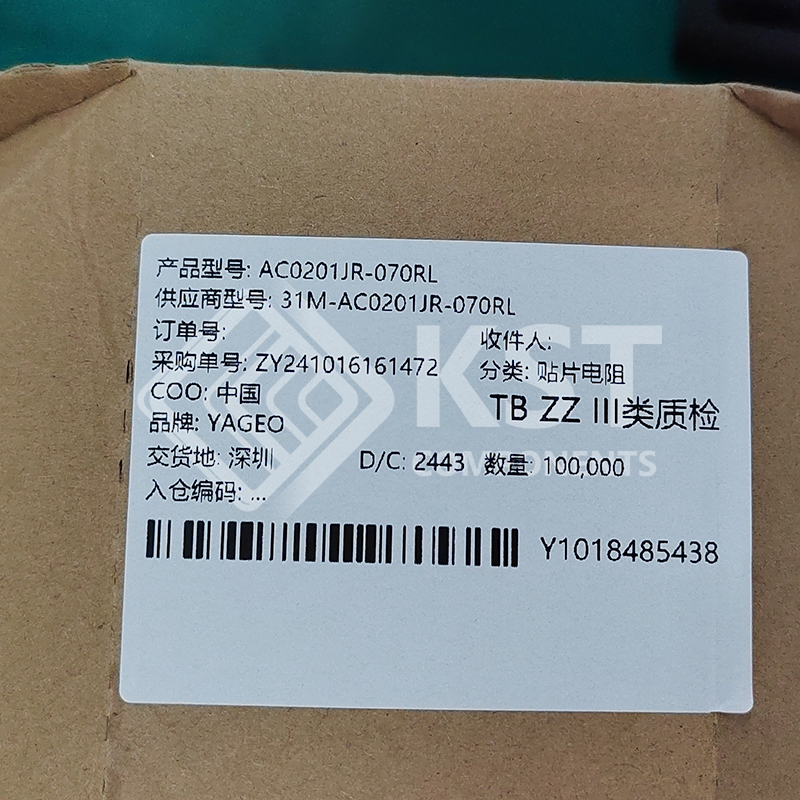 产品型号: AC0201JR-070RL
供应商型号: 31M-AC0201JR-070RL
订单号:
收件人:
采购单号: ZY241016161472
分类: 贴片电阻
COO: 中国
TB ZZ III类质检
品牌: YAGEO
交货地: 深圳 D/C: 2443 数量: 100,000
入仓编码: ...
Y1018485438
KST
COMPONENTS